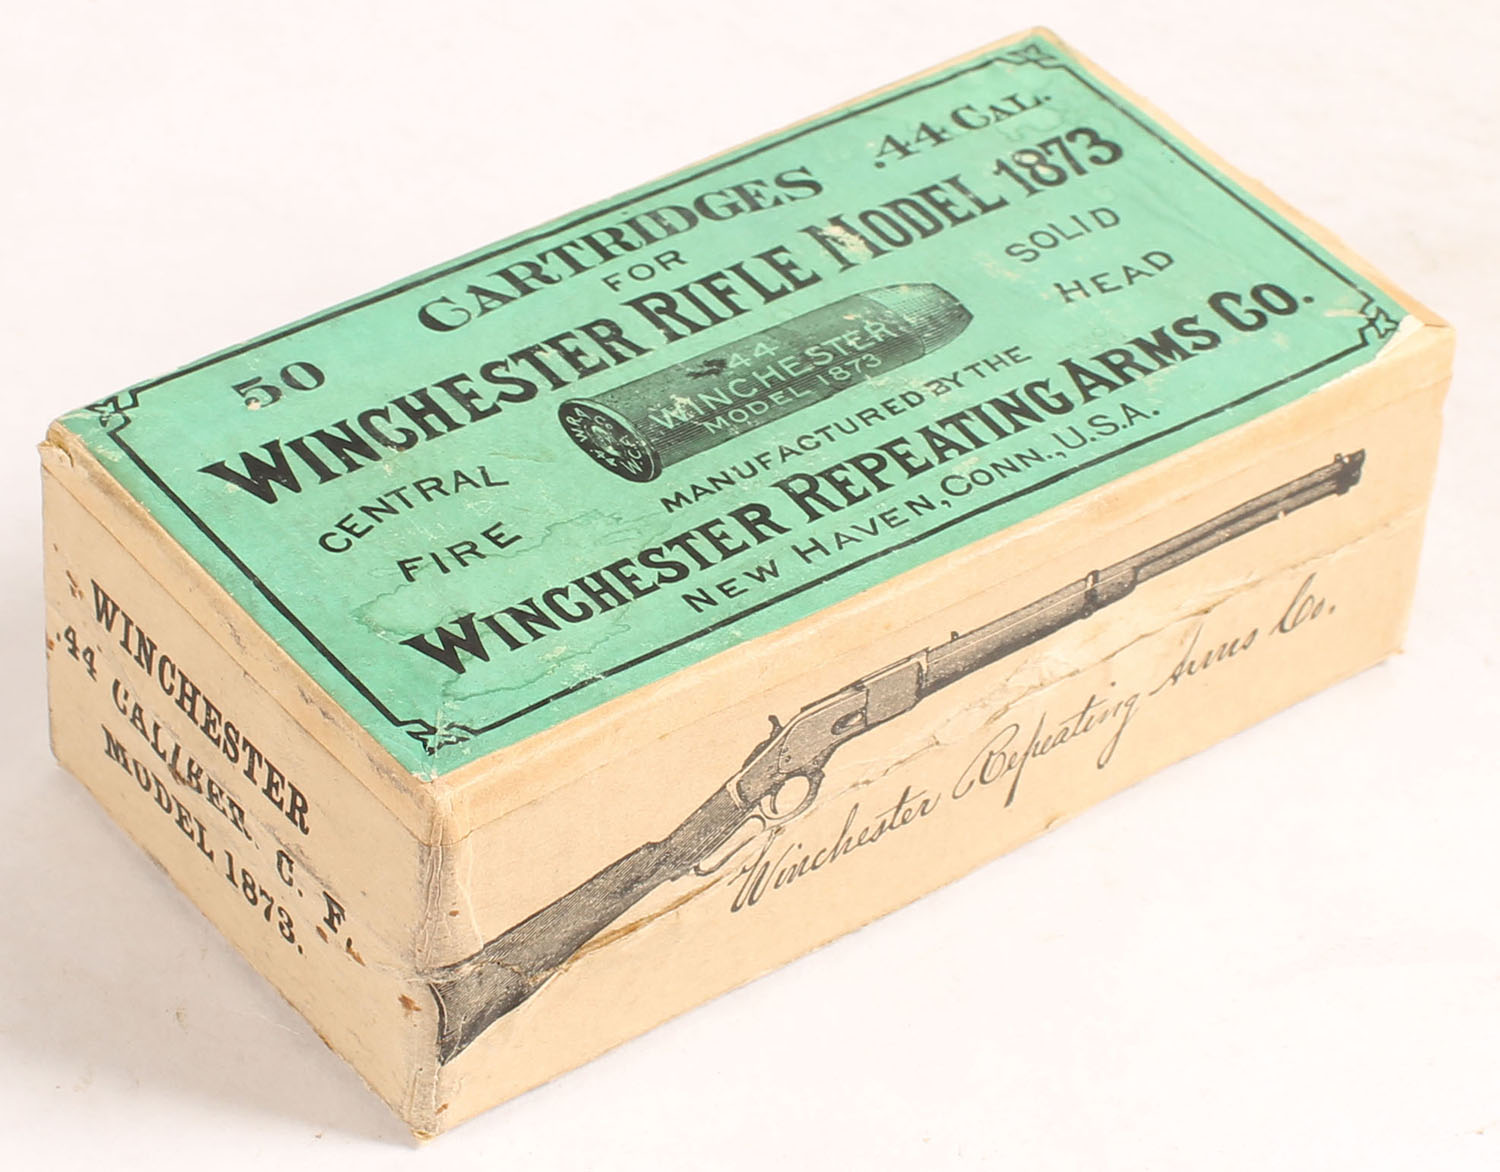 50 CARTRIDGES .44 CAL.
FOR
WINCHESTER RIFLE MODEL 1873
CENTRAL FIRE
44
WINCHESTER
MODEL 1873
W.R.A.
W.C.F.
SOLID HEAD
MANUFACTURED BY THE
WINCHESTER REPEATING ARMS CO.
NEW HAVEN, CONN., U.S.A.
WINCHESTER
.44 CALIBER. C. F.
MODEL 1873.
Winchester Repeating Arms Co.